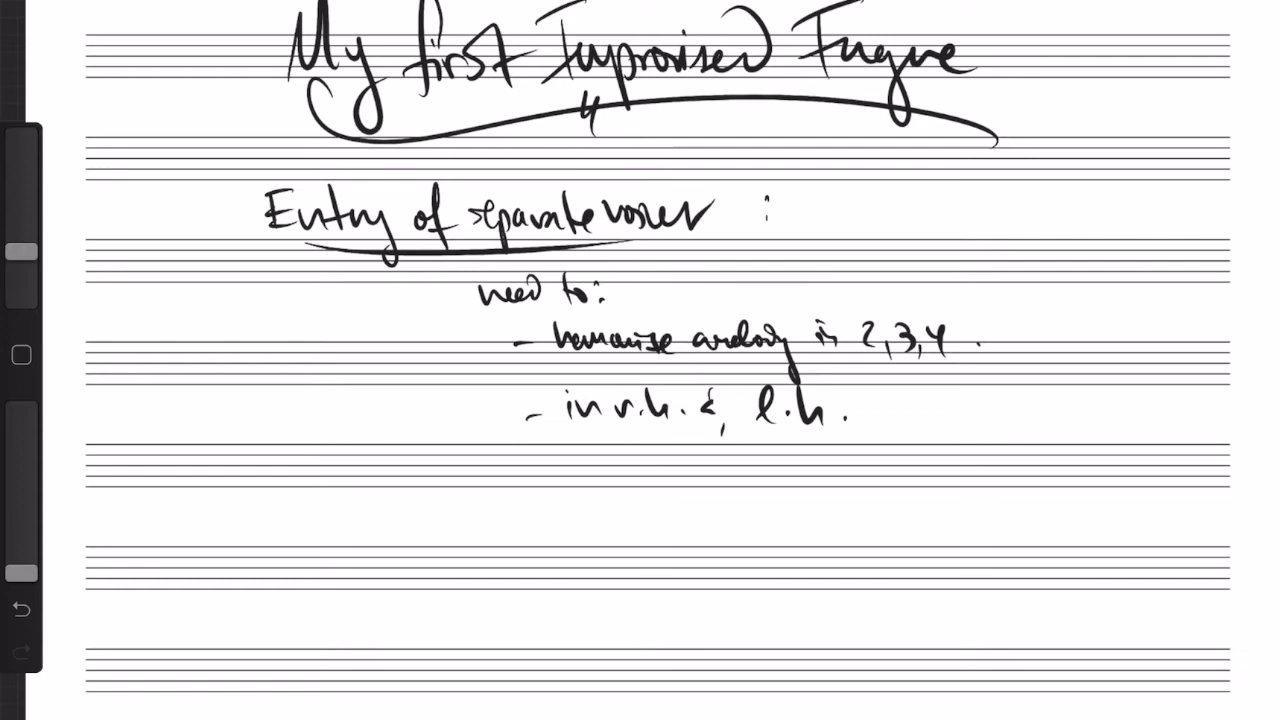 My first Improvised Fugue
Entry of separate voices :
need to:
- harmonise melody in 2,3,4.
- in r.h. & l.h.